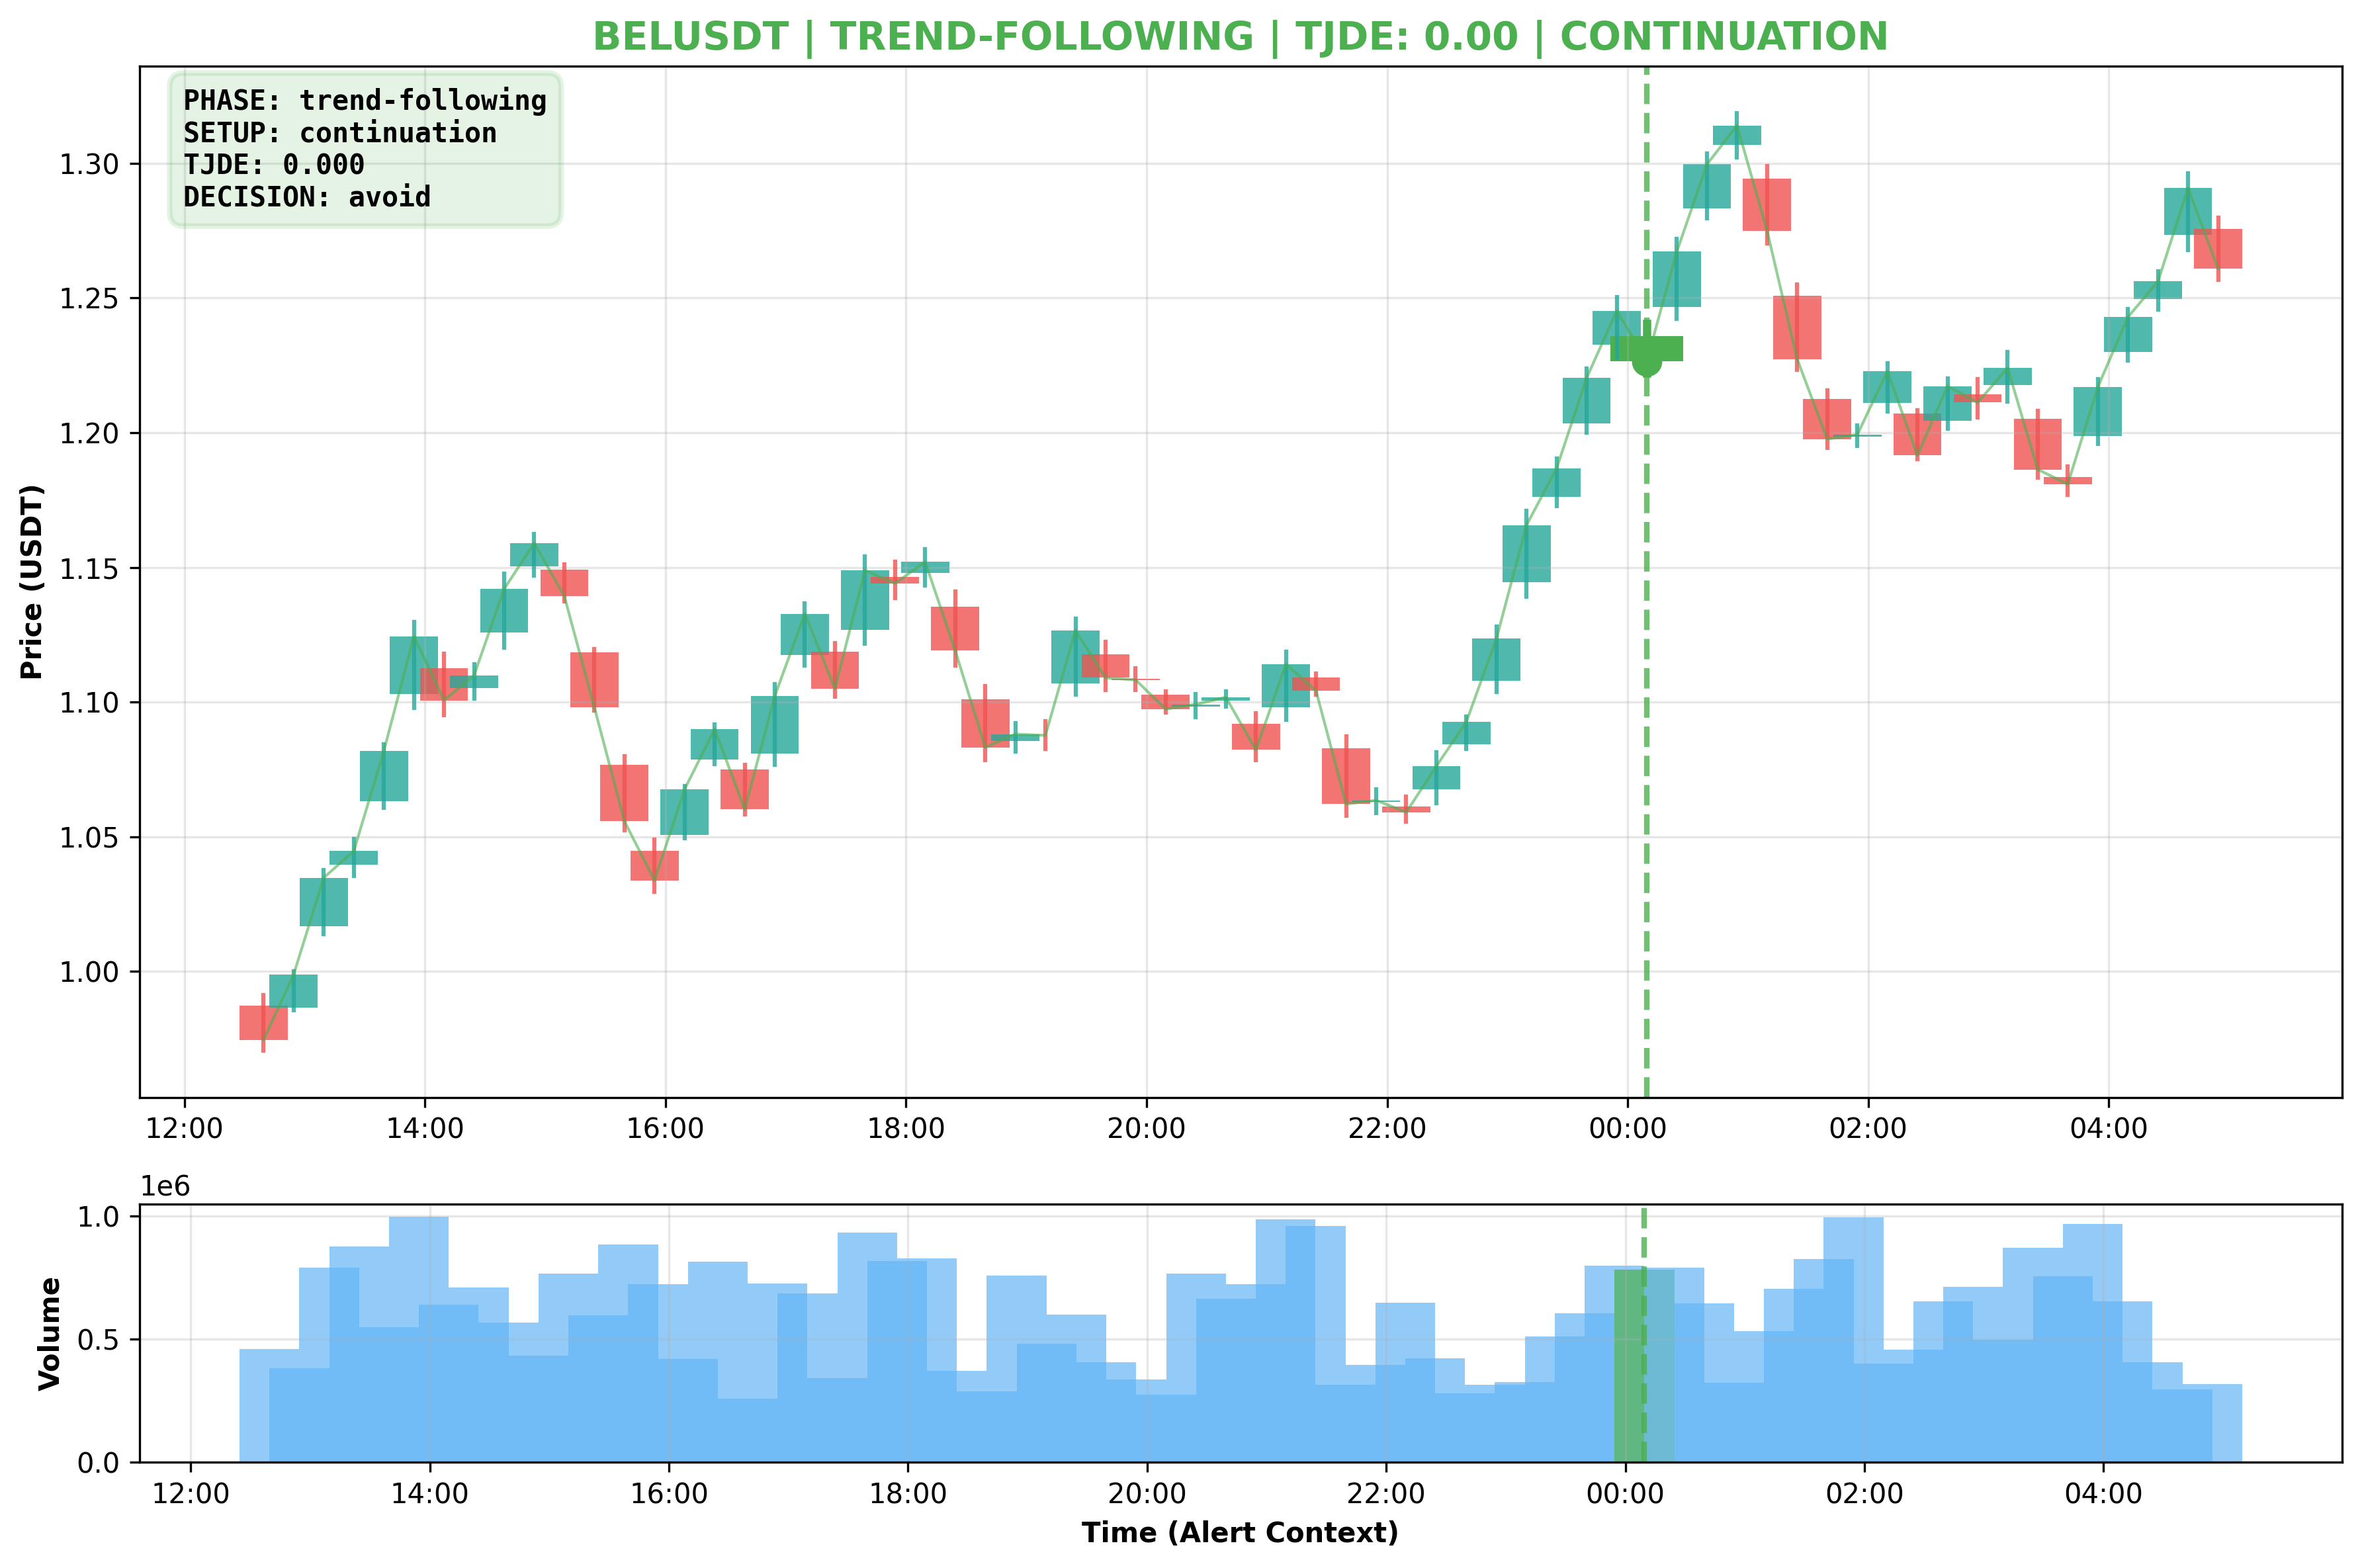 BELUSDT | TREND-FOLLOWING | TJDE: 0.00 | CONTINUATION
PHASE: trend-following
SETUP: continuation
TJDE: 0.000
DECISION: avoid
Price (USDT)
1.30
1.25
1.20
1.15
1.10
1.05
1.00
12:00 14:00 16:00 18:00 20:00 22:00 00:00 02:00 04:00
1e6
Volume
1.0
0.5
0.0
12:00 14:00 16:00 18:00 20:00 22:00 00:00 02:00 04:00
Time (Alert Context)